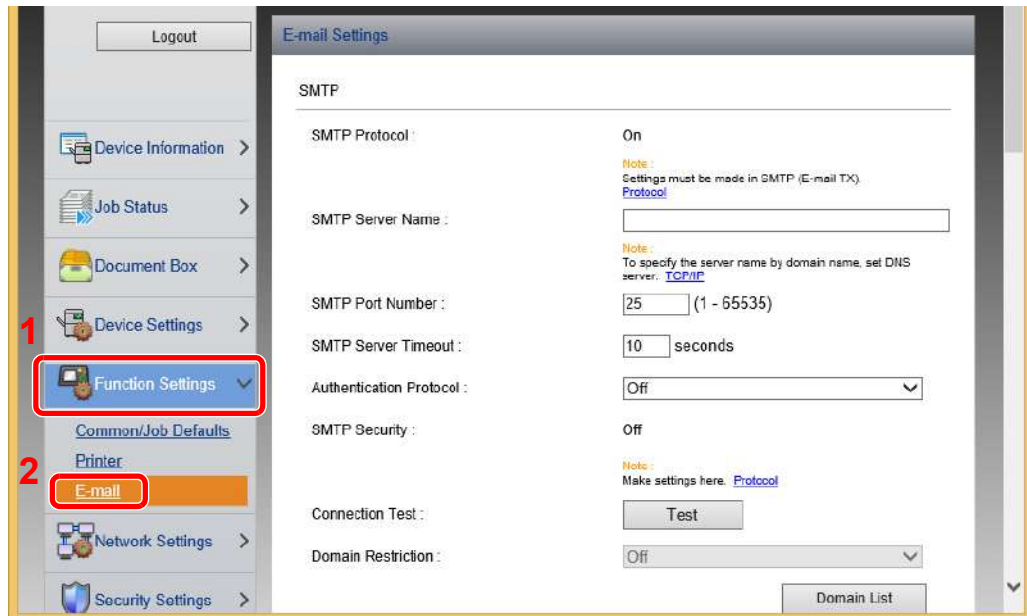 Logout
Device Information
Job Status
Document Box
1
Device Settings
Function Settings
Common/Job Defaults
Printer
2
E-mail
Network Settings
Security Settings
E-mail Settings
SMTP
SMTP Protocol :
On
Note :
Settings must be made in SMTP (E-mail TX).
Protocol
SMTP Server Name :
Note :
To specify the server name by domain name, set DNS
server. TCP/IP
SMTP Port Number :
25 (1 - 65535)
SMTP Server Timeout :
10 seconds
Authentication Protocol :
Off
SMTP Security :
Off
Note :
Make settings here. Protocol
Connection Test :
Test
Domain Restriction :
Off
Domain List